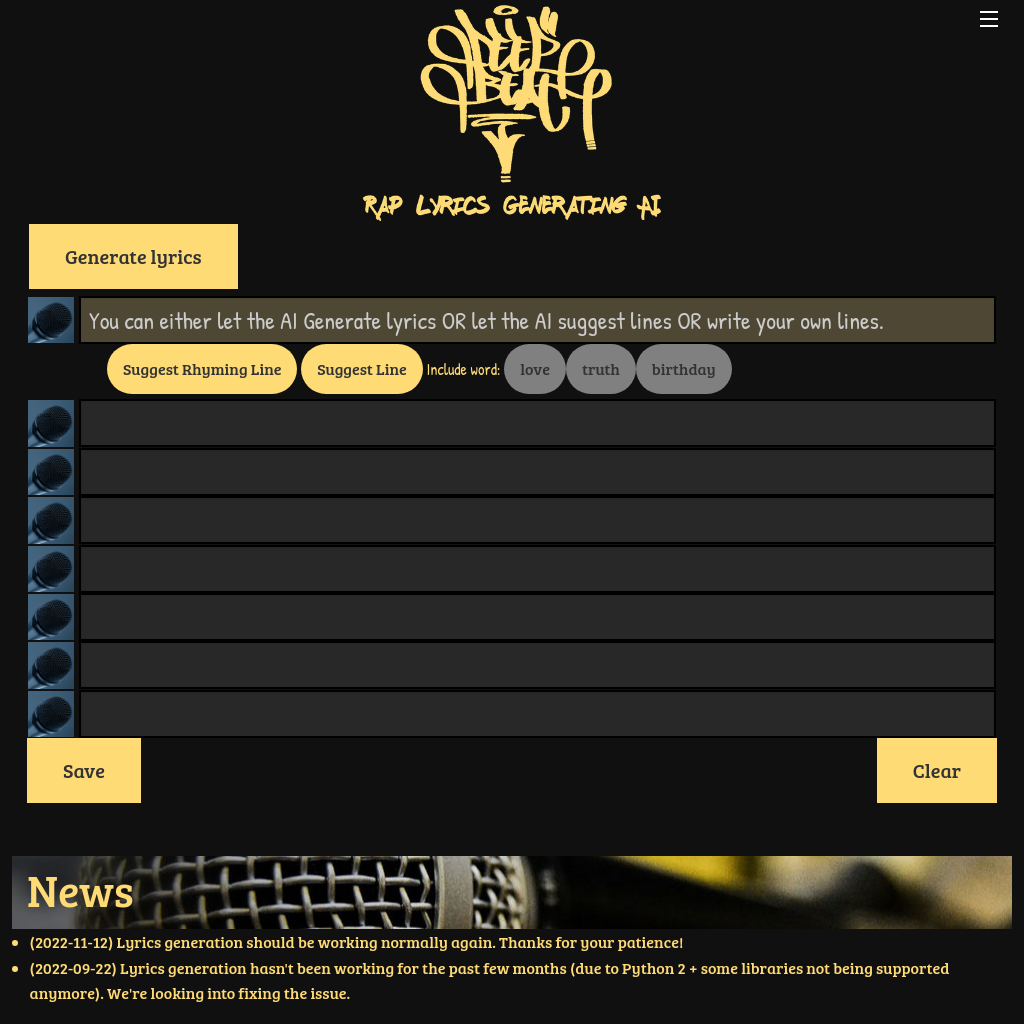 DEEP
BEAT
RAP LYRICS GENERATING AI
Generate lyrics
You can either let the AI Generate lyrics OR let the AI suggest lines OR write your own lines.
Suggest Rhyming Line Suggest Line Include word: love truth birthday
Save Clear
News
(2022-11-12) Lyrics generation should be working normally again. Thanks for your patience!
(2022-09-22) Lyrics generation hasn't been working for the past few months (due to Python 2 + some libraries not being supported
anymore). We're looking into fixing the issue.